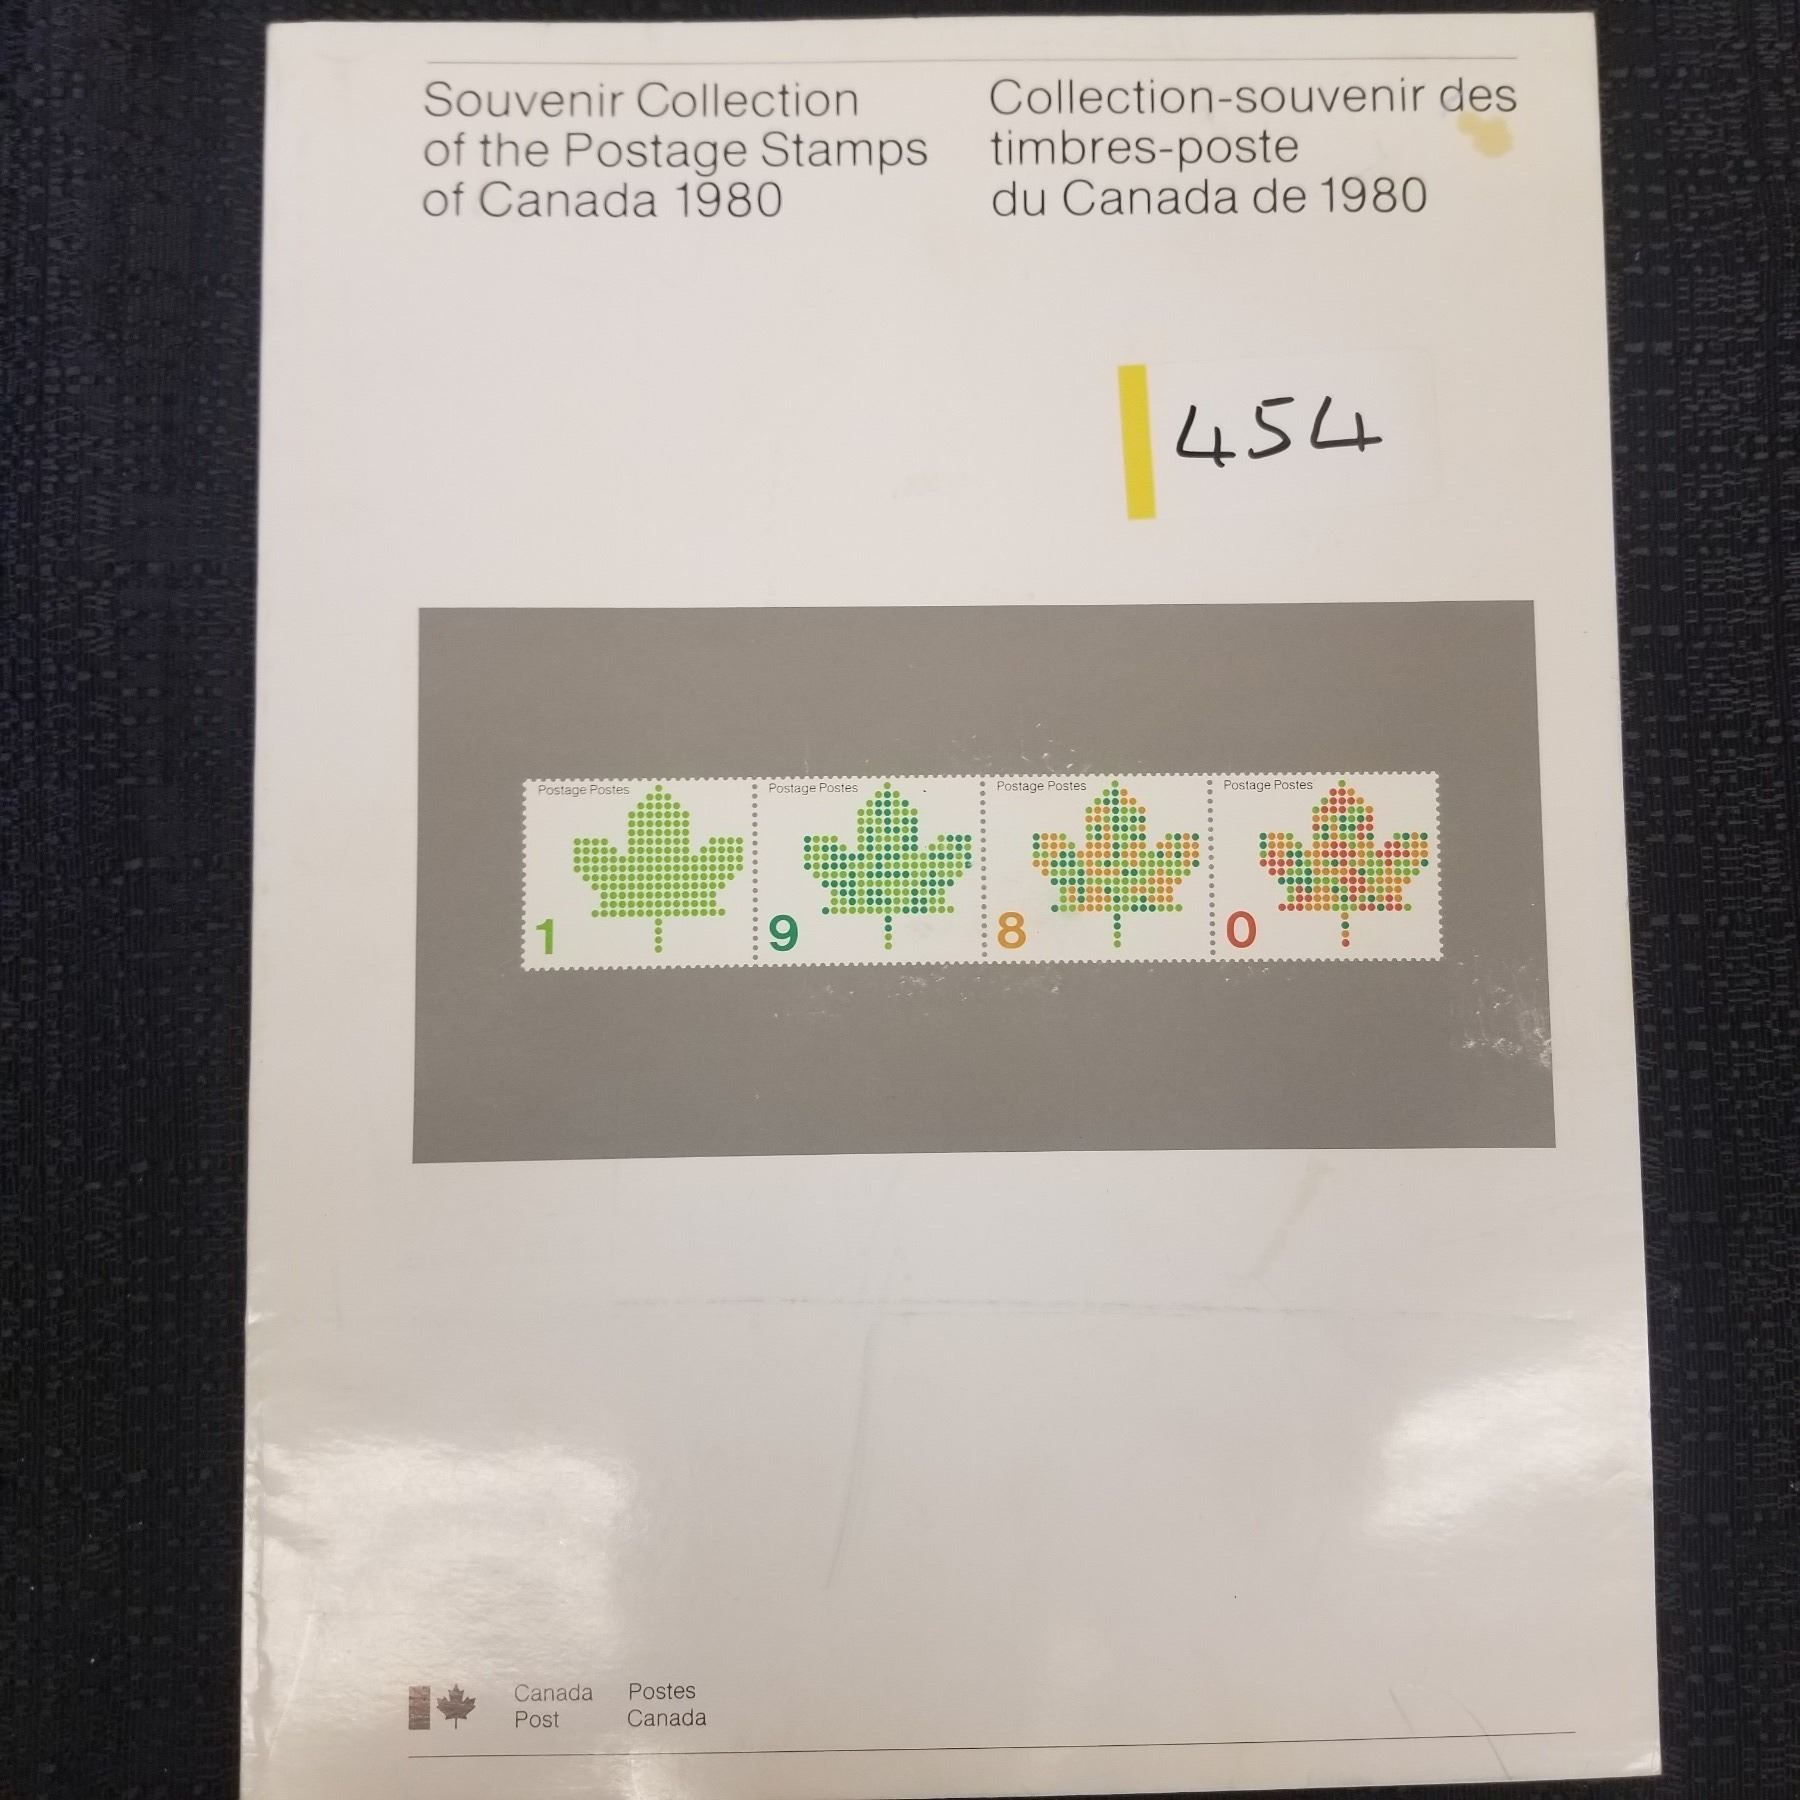 Souvenir Collection
of the Postage Stamps
of Canada 1980
Collection-souvenir des
timbres-poste
du Canada de 1980
454
Postage Postes
1
Postage Postes
9
Postage Postes
8
Postage Postes
0
Canada
Post
Postes
Canada